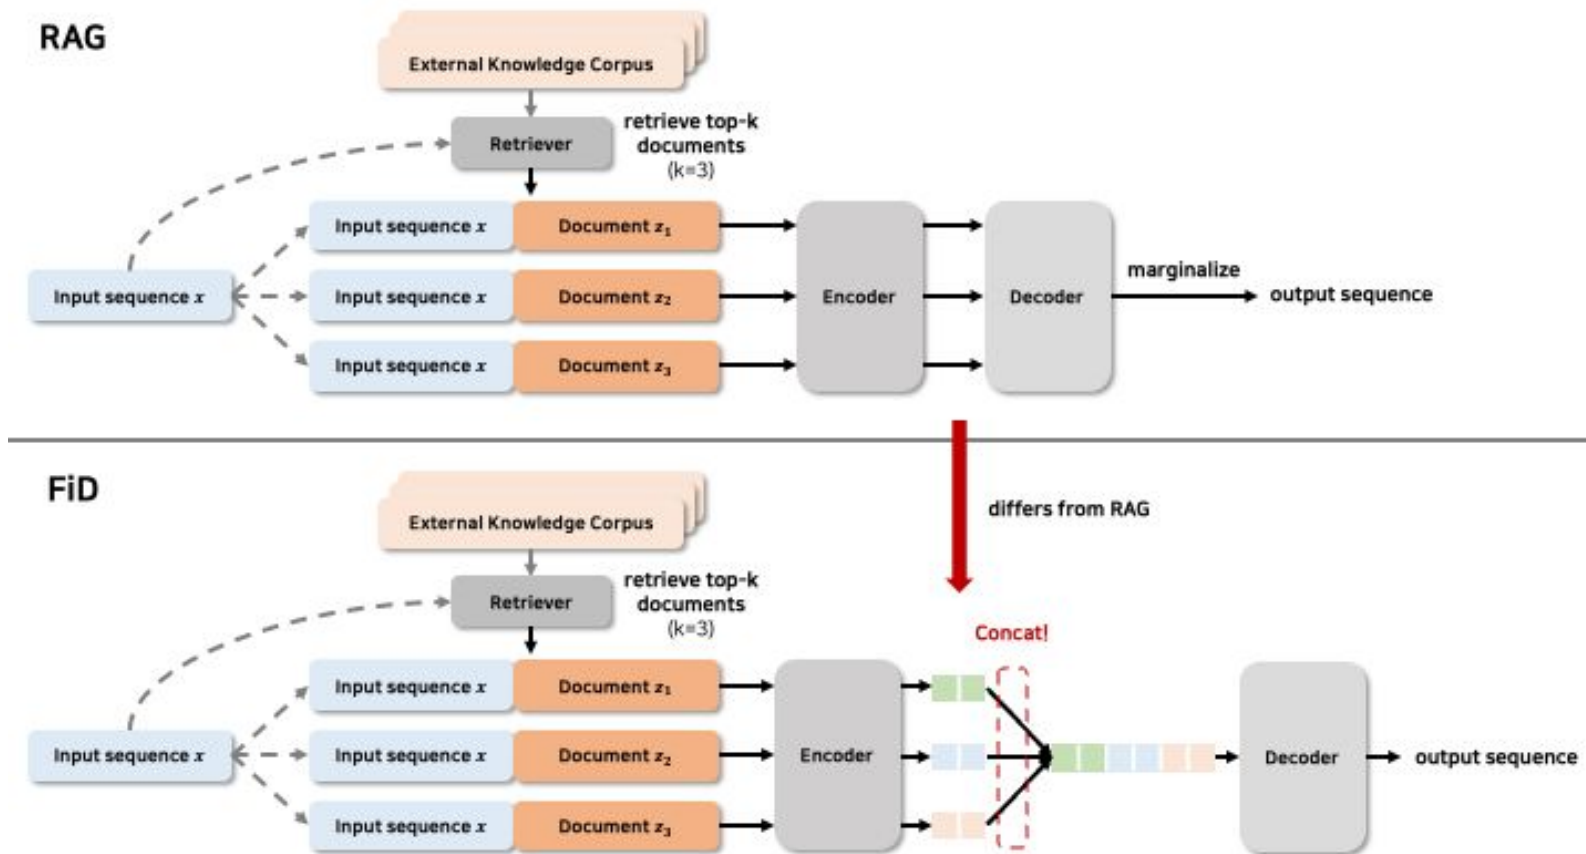 RAG
External Knowledge Corpus
Retriever
retrieve top-k
documents
(k=3)
Input sequence x
Input sequence x
Document z₁
Input sequence x
Document z₂
Input sequence x
Document z₃
Encoder
Decoder
marginalize
output sequence
differs from RAG
FiD
External Knowledge Corpus
Retriever
retrieve top-k
documents
(k=3)
Input sequence x
Input sequence x
Document z₁
Input sequence x
Document z₂
Input sequence x
Document z₃
Encoder
Concat!
Decoder
output sequence